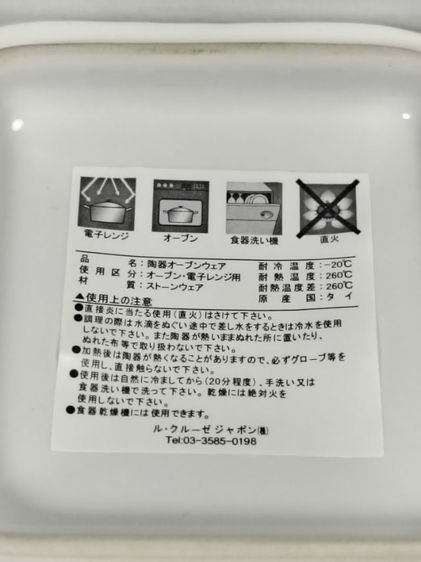 電子レンジ オーブン 食器洗い機 直火
品 名：陶器オーブンウェア 耐冷温度：-20℃
使用区分：オーブン・電子レンジ用 耐熱温度：260℃
材 質：ストーンウェア 耐熱温度差：260℃
原産国：タイ
▲使用上の注意
●直接炎に当たる使用(直火)はさけて下さい。
●調理の際は水滴をぬぐい途中で差し水をするときは冷水を使用
しないで下さい。また陶器が熱いままぬれた所に置いたり、
ぬれた布等で取り扱わないで下さい。
●加熱後は陶器が熱くなることがありますので、必ずグローブ等を
使用し、直接触らないで下さい。
●使用後は自然に冷ましてから(20分程度)、手洗い又は
食器洗い機で洗って下さい。乾燥には絶対火を
使用しないで下さい。
●食器乾燥機には使用できます。
ル・クルーゼジャポン㈱
Tel:03-3585-0198